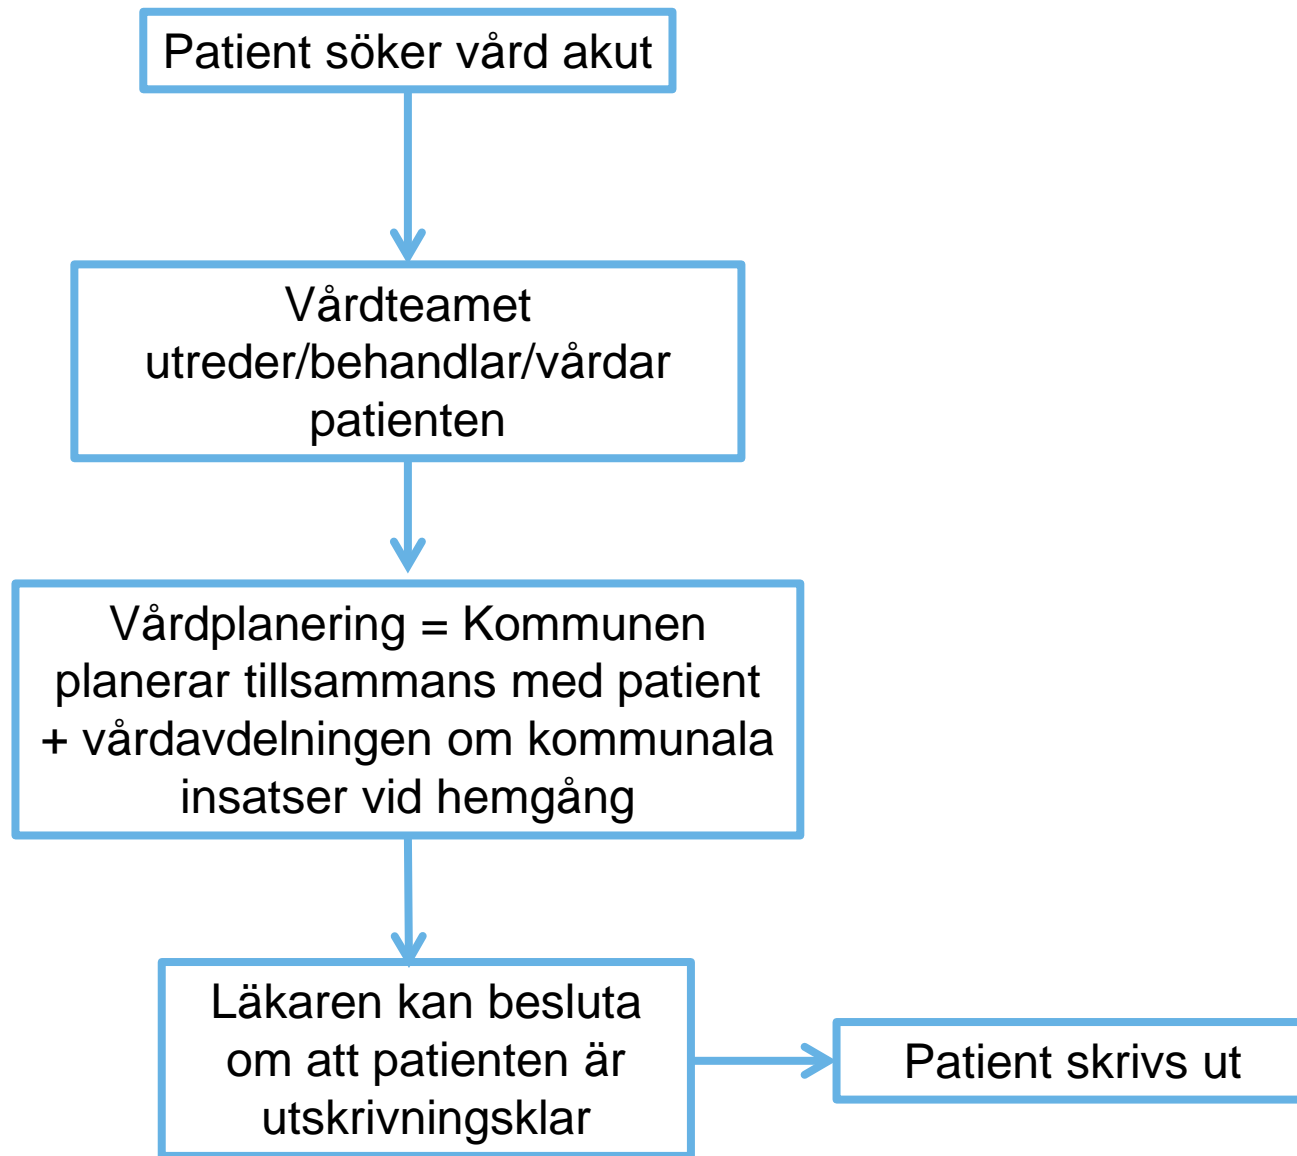 Patient söker vård akut
Vårdteamet
utreder/behandlar/vårdar
patienten
Vårdplanering = Kommunen
planerar tillsammans med patient
+ vårdavdelningen om kommunala
insatser vid hemgång
Läkaren kan besluta
om att patienten är
utskrivningsklar
Patient skrivs ut